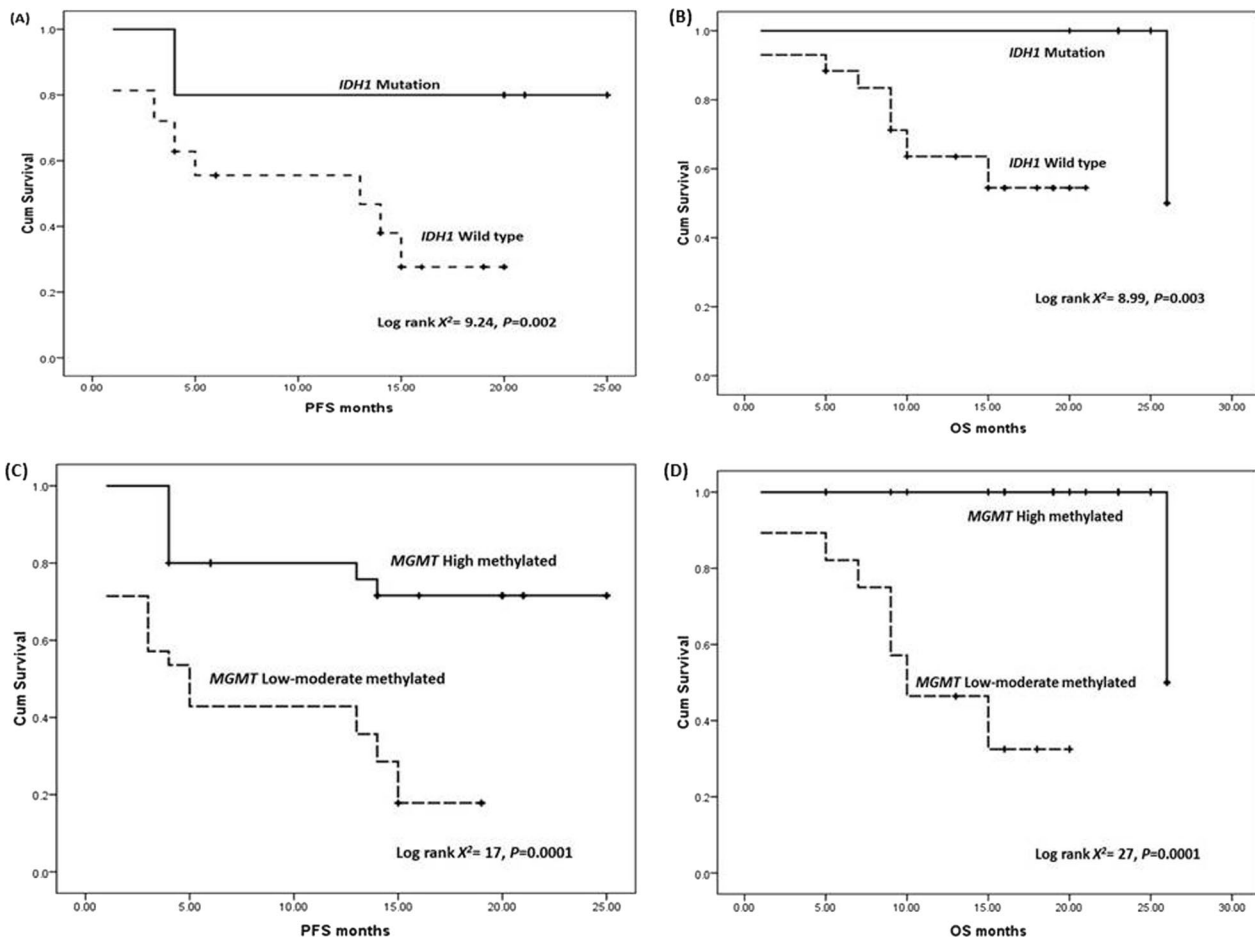 (A)
1.0
0.8
0.6
0.4
0.2
0.0
Cum Survival
IDH1 Mutation
IDH1 Wild type
Log rank X²= 9.24, P=0.002
0.00 5.00 10.00 15.00 20.00 25.00
PFS months
(B)
1.0
0.8
0.6
0.4
0.2
0.0
Cum Survival
IDH1 Mutation
IDH1 Wild type
Log rank X²= 8.99, P=0.003
0.00 5.00 10.00 15.00 20.00 25.00 30.00
OS months
(C)
1.0
0.8
0.6
0.4
0.2
0.0
Cum Survival
MGMT High methylated
MGMT Low-moderate methylated
Log rank X²= 17, P=0.0001
0.00 5.00 10.00 15.00 20.00 25.00
PFS months
(D)
1.0
0.8
0.6
0.4
0.2
0.0
Cum Survival
MGMT High methylated
MGMT Low-moderate methylated
Log rank X²= 27, P=0.0001
0.00 5.00 10.00 15.00 20.00 25.00 30.00
OS months